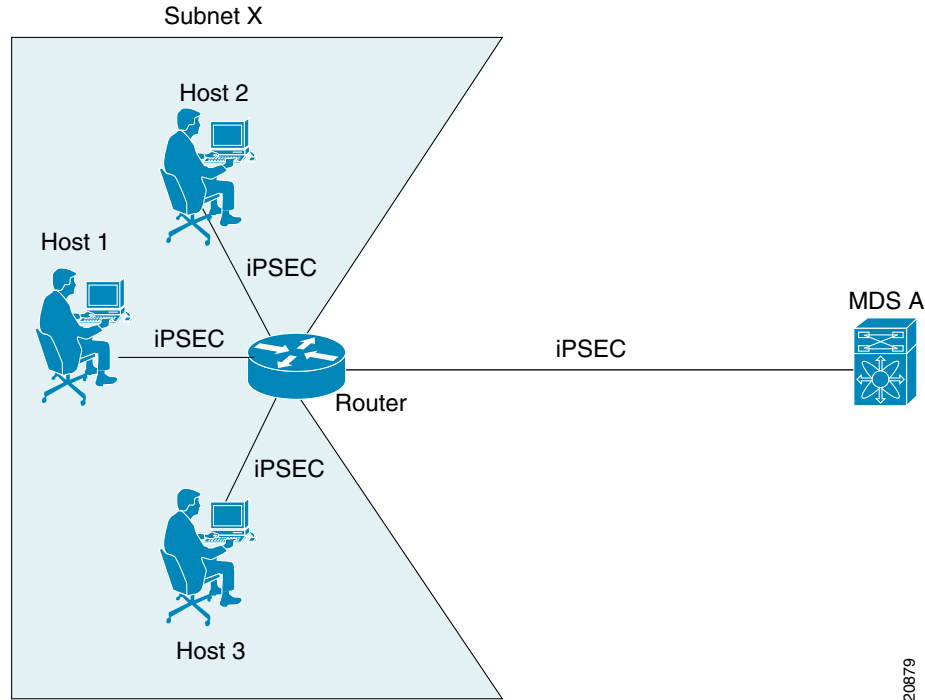 Subnet X
Host 2
Host 1
iPSEC
iPSEC
MDS A
iPSEC
Router
iPSEC
Host 3
20879